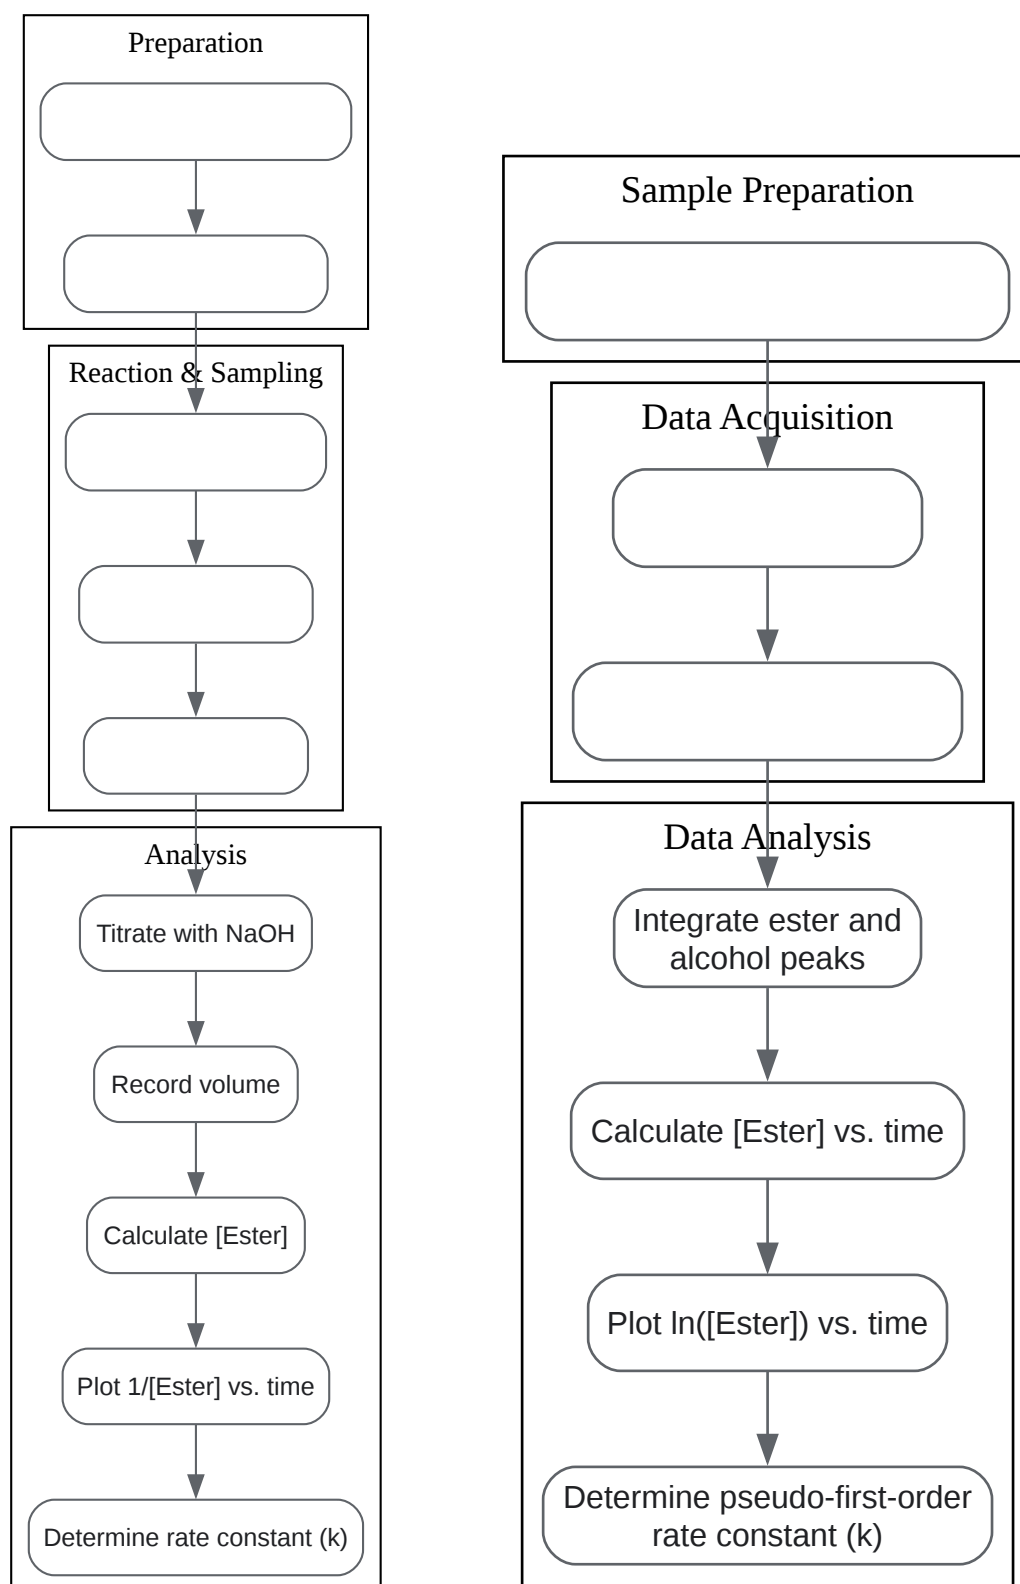 Preparation
Reaction & Sampling
Analysis
Titrate with NaOH
Record volume
Calculate [Ester]
Plot 1/[Ester] vs. time
Determine rate constant (k)
Sample Preparation
Data Acquisition
Data Analysis
Integrate ester and
alcohol peaks
Calculate [Ester] vs. time
Plot ln([Ester]) vs. time
Determine pseudo-first-order
rate constant (k)